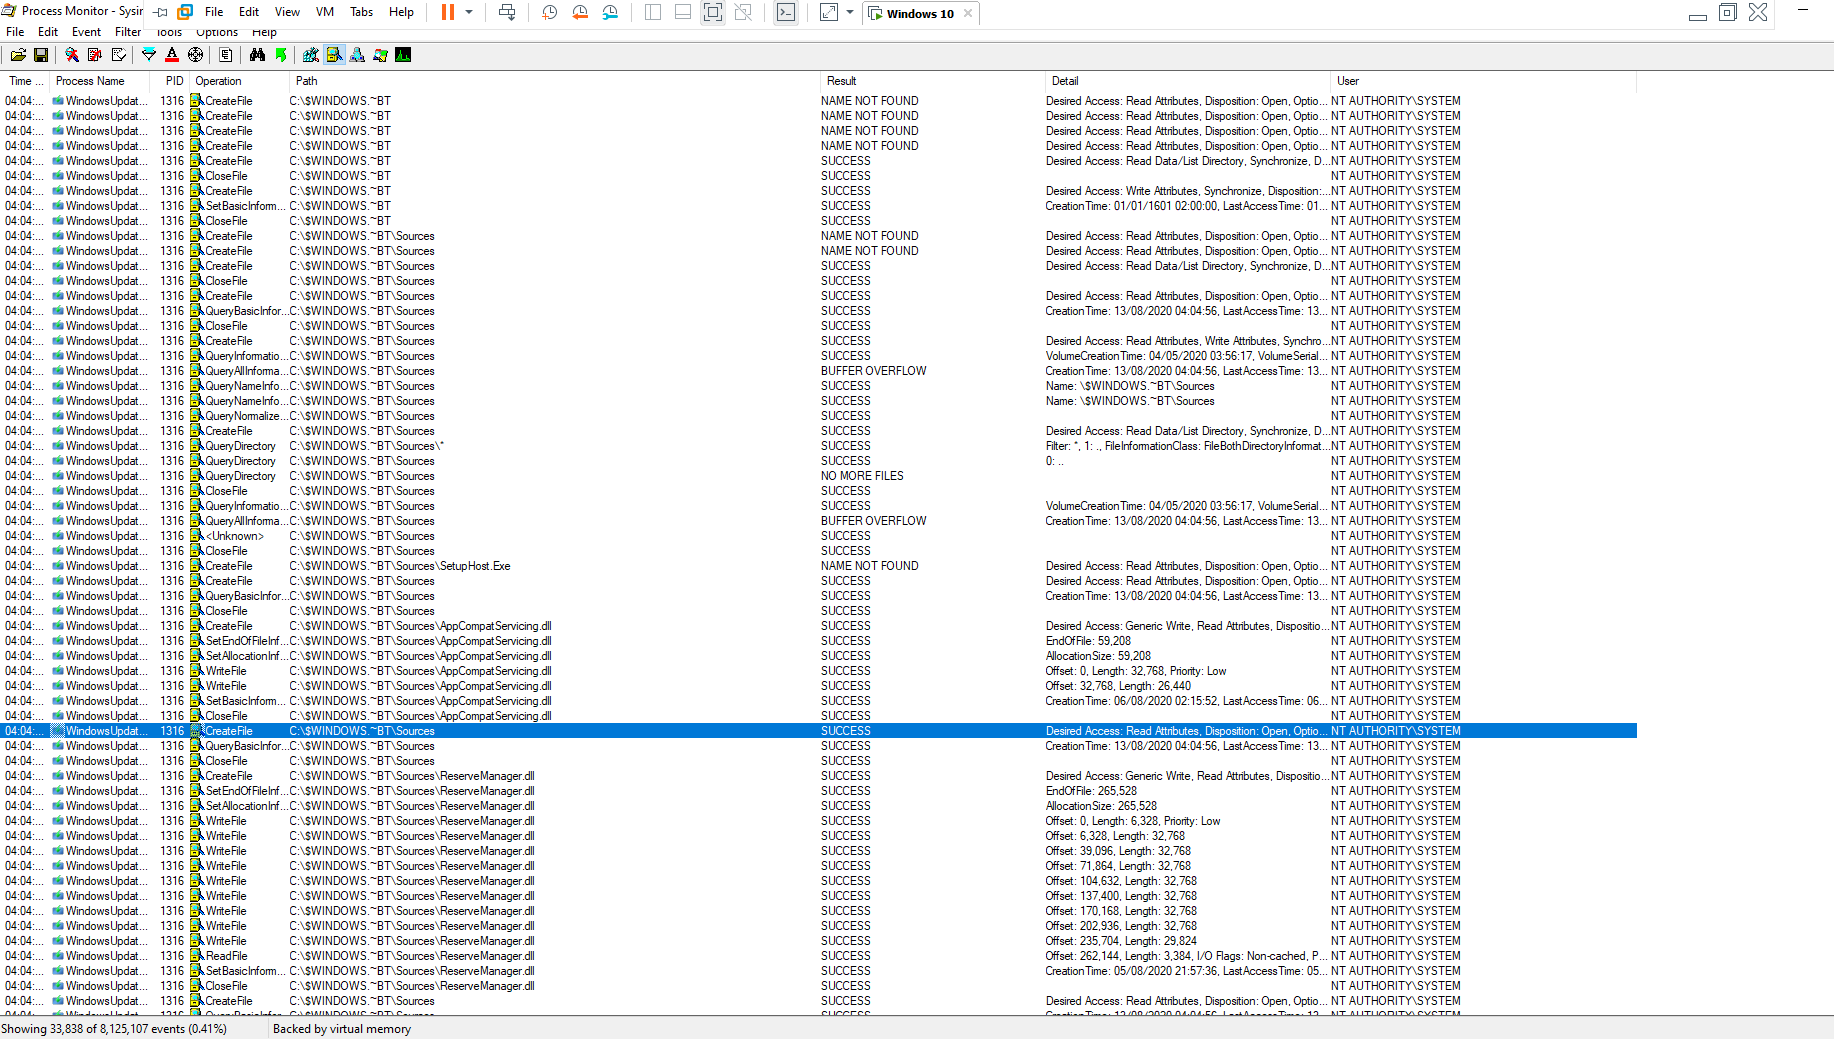 Process Monitor - Sysin
File Edit View VM Tabs Help
Windows 10
File Edit Event Filter Tools Options Help
Time ... Process Name PID Operation Path Result Detail User
04:04:... WindowsUpdat... 1316 CreateFile C:\$WINDOWS.~BT NAME NOT FOUND Desired Access: Read Attributes, Disposition: Open, Optio... NT AUTHORITY\SYSTEM
04:04:... WindowsUpdat... 1316 CreateFile C:\$WINDOWS.~BT NAME NOT FOUND Desired Access: Read Attributes, Disposition: Open, Optio... NT AUTHORITY\SYSTEM
04:04:... WindowsUpdat... 1316 CreateFile C:\$WINDOWS.~BT NAME NOT FOUND Desired Access: Read Attributes, Disposition: Open, Optio... NT AUTHORITY\SYSTEM
04:04:... WindowsUpdat... 1316 CreateFile C:\$WINDOWS.~BT NAME NOT FOUND Desired Access: Read Attributes, Disposition: Open, Optio... NT AUTHORITY\SYSTEM
04:04:... WindowsUpdat... 1316 CreateFile C:\$WINDOWS.~BT SUCCESS Desired Access: Read Data/List Directory, Synchronize, D... NT AUTHORITY\SYSTEM
04:04:... WindowsUpdat... 1316 CloseFile C:\$WINDOWS.~BT SUCCESS NT AUTHORITY\SYSTEM
04:04:... WindowsUpdat... 1316 CreateFile C:\$WINDOWS.~BT SUCCESS Desired Access: Write Attributes, Synchronize, Disposition:... NT AUTHORITY\SYSTEM
04:04:... WindowsUpdat... 1316 SetBasicInform... C:\$WINDOWS.~BT SUCCESS CreationTime: 01/01/1601 02:00:00, LastAccessTime: 01... NT AUTHORITY\SYSTEM
04:04:... WindowsUpdat... 1316 CloseFile C:\$WINDOWS.~BT SUCCESS NT AUTHORITY\SYSTEM
04:04:... WindowsUpdat... 1316 CreateFile C:\$WINDOWS.~BT\Sources NAME NOT FOUND Desired Access: Read Attributes, Disposition: Open, Optio... NT AUTHORITY\SYSTEM
04:04:... WindowsUpdat... 1316 CreateFile C:\$WINDOWS.~BT\Sources NAME NOT FOUND Desired Access: Read Attributes, Disposition: Open, Optio... NT AUTHORITY\SYSTEM
04:04:... WindowsUpdat... 1316 CreateFile C:\$WINDOWS.~BT\Sources SUCCESS Desired Access: Read Data/List Directory, Synchronize, D... NT AUTHORITY\SYSTEM
04:04:... WindowsUpdat... 1316 CloseFile C:\$WINDOWS.~BT\Sources SUCCESS NT AUTHORITY\SYSTEM
04:04:... WindowsUpdat... 1316 CreateFile C:\$WINDOWS.~BT\Sources SUCCESS Desired Access: Read Attributes, Disposition: Open, Optio... NT AUTHORITY\SYSTEM
04:04:... WindowsUpdat... 1316 QueryBasicInfor... C:\$WINDOWS.~BT\Sources SUCCESS CreationTime: 13/08/2020 04:04:56, LastAccessTime: 13... NT AUTHORITY\SYSTEM
04:04:... WindowsUpdat... 1316 CloseFile C:\$WINDOWS.~BT\Sources SUCCESS NT AUTHORITY\SYSTEM
04:04:... WindowsUpdat... 1316 CreateFile C:\$WINDOWS.~BT\Sources SUCCESS Desired Access: Read Attributes, Write Attributes, Synchro... NT AUTHORITY\SYSTEM
04:04:... WindowsUpdat... 1316 QueryInformatio... C:\$WINDOWS.~BT\Sources SUCCESS VolumeCreationTime: 04/05/2020 03:56:17, VolumeSerial... NT AUTHORITY\SYSTEM
04:04:... WindowsUpdat... 1316 QueryAllInforma... C:\$WINDOWS.~BT\Sources BUFFER OVERFLOW CreationTime: 13/08/2020 04:04:56, LastAccessTime: 13... NT AUTHORITY\SYSTEM
04:04:... WindowsUpdat... 1316 QueryNameInfo... C:\$WINDOWS.~BT\Sources SUCCESS Name: \$WINDOWS.~BT\Sources NT AUTHORITY\SYSTEM
04:04:... WindowsUpdat... 1316 QueryNameInfo... C:\$WINDOWS.~BT\Sources SUCCESS Name: \$WINDOWS.~BT\Sources NT AUTHORITY\SYSTEM
04:04:... WindowsUpdat... 1316 QueryNormalize... C:\$WINDOWS.~BT\Sources SUCCESS NT AUTHORITY\SYSTEM
04:04:... WindowsUpdat... 1316 CreateFile C:\$WINDOWS.~BT\Sources SUCCESS Desired Access: Read Data/List Directory, Synchronize, D... NT AUTHORITY\SYSTEM
04:04:... WindowsUpdat... 1316 QueryDirectory C:\$WINDOWS.~BT\Sources\* SUCCESS Filter: *, 1: ., FileInformationClass: FileBothDirectoryInformat... NT AUTHORITY\SYSTEM
04:04:... WindowsUpdat... 1316 QueryDirectory C:\$WINDOWS.~BT\Sources SUCCESS 0: .. NT AUTHORITY\SYSTEM
04:04:... WindowsUpdat... 1316 QueryDirectory C:\$WINDOWS.~BT\Sources NO MORE FILES NT AUTHORITY\SYSTEM
04:04:... WindowsUpdat... 1316 CloseFile C:\$WINDOWS.~BT\Sources SUCCESS NT AUTHORITY\SYSTEM
04:04:... WindowsUpdat... 1316 QueryInformatio... C:\$WINDOWS.~BT\Sources SUCCESS VolumeCreationTime: 04/05/2020 03:56:17, VolumeSerial... NT AUTHORITY\SYSTEM
04:04:... WindowsUpdat... 1316 QueryAllInforma... C:\$WINDOWS.~BT\Sources BUFFER OVERFLOW CreationTime: 13/08/2020 04:04:56, LastAccessTime: 13... NT AUTHORITY\SYSTEM
04:04:... WindowsUpdat... 1316 <Unknown> C:\$WINDOWS.~BT\Sources SUCCESS NT AUTHORITY\SYSTEM
04:04:... WindowsUpdat... 1316 CloseFile C:\$WINDOWS.~BT\Sources SUCCESS NT AUTHORITY\SYSTEM
04:04:... WindowsUpdat... 1316 CreateFile C:\$WINDOWS.~BT\Sources\SetupHost.Exe NAME NOT FOUND Desired Access: Read Attributes, Disposition: Open, Optio... NT AUTHORITY\SYSTEM
04:04:... WindowsUpdat... 1316 CreateFile C:\$WINDOWS.~BT\Sources SUCCESS Desired Access: Read Attributes, Disposition: Open, Optio... NT AUTHORITY\SYSTEM
04:04:... WindowsUpdat... 1316 QueryBasicInfor... C:\$WINDOWS.~BT\Sources SUCCESS CreationTime: 13/08/2020 04:04:56, LastAccessTime: 13... NT AUTHORITY\SYSTEM
04:04:... WindowsUpdat... 1316 CloseFile C:\$WINDOWS.~BT\Sources SUCCESS NT AUTHORITY\SYSTEM
04:04:... WindowsUpdat... 1316 CreateFile C:\$WINDOWS.~BT\Sources\AppCompatServicing.dll SUCCESS Desired Access: Generic Write, Read Attributes, Dispositio... NT AUTHORITY\SYSTEM
04:04:... WindowsUpdat... 1316 SetEndOfFileInf... C:\$WINDOWS.~BT\Sources\AppCompatServicing.dll SUCCESS EndOfFile: 59,208 NT AUTHORITY\SYSTEM
04:04:... WindowsUpdat... 1316 SetAllocationInf... C:\$WINDOWS.~BT\Sources\AppCompatServicing.dll SUCCESS AllocationSize: 59,208 NT AUTHORITY\SYSTEM
04:04:... WindowsUpdat... 1316 WriteFile C:\$WINDOWS.~BT\Sources\AppCompatServicing.dll SUCCESS Offset: 0, Length: 32,768, Priority: Low NT AUTHORITY\SYSTEM
04:04:... WindowsUpdat... 1316 WriteFile C:\$WINDOWS.~BT\Sources\AppCompatServicing.dll SUCCESS Offset: 32,768, Length: 26,440 NT AUTHORITY\SYSTEM
04:04:... WindowsUpdat... 1316 SetBasicInform... C:\$WINDOWS.~BT\Sources\AppCompatServicing.dll SUCCESS CreationTime: 06/08/2020 02:15:52, LastAccessTime: 06... NT AUTHORITY\SYSTEM
04:04:... WindowsUpdat... 1316 CloseFile C:\$WINDOWS.~BT\Sources\AppCompatServicing.dll SUCCESS NT AUTHORITY\SYSTEM
04:04:... WindowsUpdat... 1316 CreateFile C:\$WINDOWS.~BT\Sources SUCCESS Desired Access: Read Attributes, Disposition: Open, Optio... NT AUTHORITY\SYSTEM
04:04:... WindowsUpdat... 1316 QueryBasicInfor... C:\$WINDOWS.~BT\Sources SUCCESS CreationTime: 13/08/2020 04:04:56, LastAccessTime: 13... NT AUTHORITY\SYSTEM
04:04:... WindowsUpdat... 1316 CloseFile C:\$WINDOWS.~BT\Sources SUCCESS NT AUTHORITY\SYSTEM
04:04:... WindowsUpdat... 1316 CreateFile C:\$WINDOWS.~BT\Sources\ReserveManager.dll SUCCESS Desired Access: Generic Write, Read Attributes, Dispositio... NT AUTHORITY\SYSTEM
04:04:... WindowsUpdat... 1316 SetEndOfFileInf... C:\$WINDOWS.~BT\Sources\ReserveManager.dll SUCCESS EndOfFile: 265,528 NT AUTHORITY\SYSTEM
04:04:... WindowsUpdat... 1316 SetAllocationInf... C:\$WINDOWS.~BT\Sources\ReserveManager.dll SUCCESS AllocationSize: 265,528 NT AUTHORITY\SYSTEM
04:04:... WindowsUpdat... 1316 WriteFile C:\$WINDOWS.~BT\Sources\ReserveManager.dll SUCCESS Offset: 0, Length: 6,328, Priority: Low NT AUTHORITY\SYSTEM
04:04:... WindowsUpdat... 1316 WriteFile C:\$WINDOWS.~BT\Sources\ReserveManager.dll SUCCESS Offset: 6,328, Length: 32,768 NT AUTHORITY\SYSTEM
04:04:... WindowsUpdat... 1316 WriteFile C:\$WINDOWS.~BT\Sources\ReserveManager.dll SUCCESS Offset: 39,096, Length: 32,768 NT AUTHORITY\SYSTEM
04:04:... WindowsUpdat... 1316 WriteFile C:\$WINDOWS.~BT\Sources\ReserveManager.dll SUCCESS Offset: 71,864, Length: 32,768 NT AUTHORITY\SYSTEM
04:04:... WindowsUpdat... 1316 WriteFile C:\$WINDOWS.~BT\Sources\ReserveManager.dll SUCCESS Offset: 104,632, Length: 32,768 NT AUTHORITY\SYSTEM
04:04:... WindowsUpdat... 1316 WriteFile C:\$WINDOWS.~BT\Sources\ReserveManager.dll SUCCESS Offset: 137,400, Length: 32,768 NT AUTHORITY\SYSTEM
04:04:... WindowsUpdat... 1316 WriteFile C:\$WINDOWS.~BT\Sources\ReserveManager.dll SUCCESS Offset: 170,168, Length: 32,768 NT AUTHORITY\SYSTEM
04:04:... WindowsUpdat... 1316 WriteFile C:\$WINDOWS.~BT\Sources\ReserveManager.dll SUCCESS Offset: 202,936, Length: 32,768 NT AUTHORITY\SYSTEM
04:04:... WindowsUpdat... 1316 WriteFile C:\$WINDOWS.~BT\Sources\ReserveManager.dll SUCCESS Offset: 235,704, Length: 29,824 NT AUTHORITY\SYSTEM
04:04:... WindowsUpdat... 1316 ReadFile C:\$WINDOWS.~BT\Sources\ReserveManager.dll SUCCESS Offset: 262,144, Length: 3,384, I/O Flags: Non-cached, P... NT AUTHORITY\SYSTEM
04:04:... WindowsUpdat... 1316 SetBasicInform... C:\$WINDOWS.~BT\Sources\ReserveManager.dll SUCCESS CreationTime: 05/08/2020 21:57:36, LastAccessTime: 05... NT AUTHORITY\SYSTEM
04:04:... WindowsUpdat... 1316 CloseFile C:\$WINDOWS.~BT\Sources\ReserveManager.dll SUCCESS NT AUTHORITY\SYSTEM
04:04:... WindowsUpdat... 1316 CreateFile C:\$WINDOWS.~BT\Sources SUCCESS Desired Access: Read Attributes, Disposition: Open, Optio... NT AUTHORITY\SYSTEM
04:04:... WindowsUpdat... 1316 QueryBasicInfor... C:\$WINDOWS.~BT\Sources SUCCESS CreationTime: 13/08/2020 04:04:56, LastAccessTime: 13... NT AUTHORITY\SYSTEM
Showing 33,838 of 8,125,107 events (0.41%) Backed by virtual memory